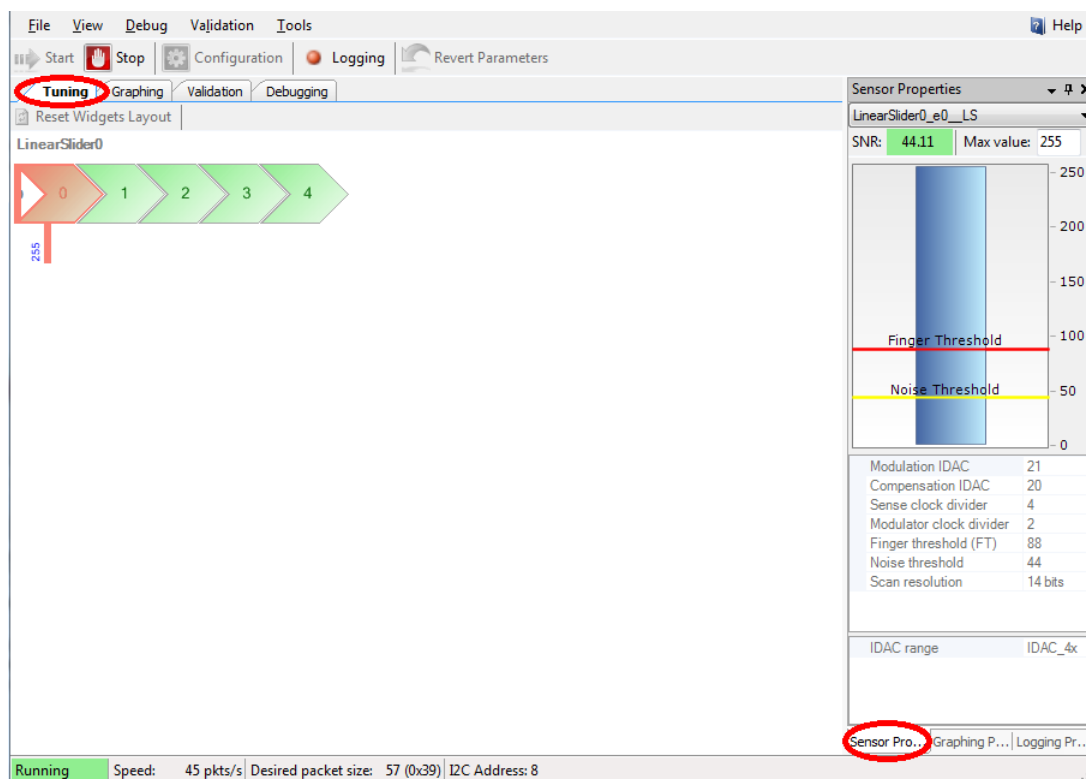 File View Debug Validation Tools Help
Start Stop Configuration Logging Revert Parameters
Tuning Graphing Validation Debugging
Reset Widgets Layout
LinearSlider0
0 1 2 3 4
255
Sensor Properties
LinearSlider0_e0__LS
SNR: 44.11 Max value: 255
250
200
150
100
50
0
Finger Threshold
Noise Threshold
Modulation IDAC 21
Compensation IDAC 20
Sense clock divider 4
Modulator clock divider 2
Finger threshold (FT) 88
Noise threshold 44
Scan resolution 14 bits
IDAC range IDAC_4x
Sensor Pro... Graphing P... Logging Pr...
Running Speed: 45 pkts/s Desired packet size: 57 (0x39) I2C Address: 8